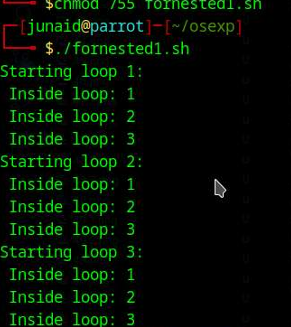 $chmod 755 fornested1.sh
[junaid@parrot]─[~/osexp]
$./fornested1.sh
Starting loop 1:
Inside loop: 1
Inside loop: 2
Inside loop: 3
Starting loop 2:
Inside loop: 1
Inside loop: 2
Inside loop: 3
Starting loop 3:
Inside loop: 1
Inside loop: 2
Inside loop: 3